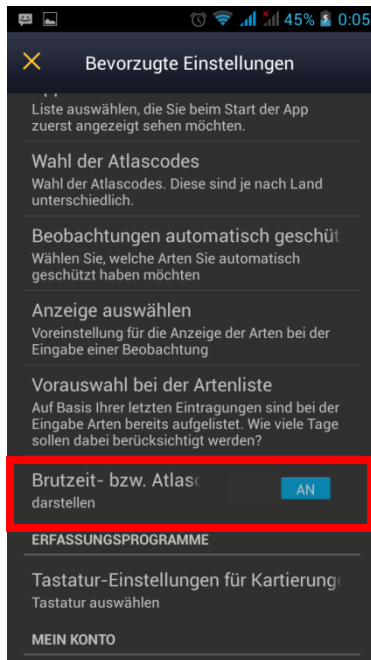 45% 0:05
Bevorzugte Einstellungen
Liste auswählen, die Sie beim Start der App
zuerst angezeigt sehen möchten.
Wahl der Atlascodes
Wahl der Atlascodes. Diese sind je nach Land
unterschiedlich.
Beobachtungen automatisch geschüt
Wählen Sie, welche Arten Sie automatisch
geschützt haben möchten
Anzeige auswählen
Voreinstellung für die Anzeige der Arten bei der
Eingabe einer Beobachtung
Vorauswahl bei der Artenliste
Auf Basis Ihrer letzten Eintragungen sind bei der
Eingabe Arten bereits aufgelistet. Wie viele Tage
sollen dabei berücksichtigt werden?
Brutzeit- bzw. Atlasc
darstellen
AN
ERFASSUNGSPROGRAMME
Tastatur-Einstellungen für Kartierunge
Tastatur auswählen
MEIN KONTO